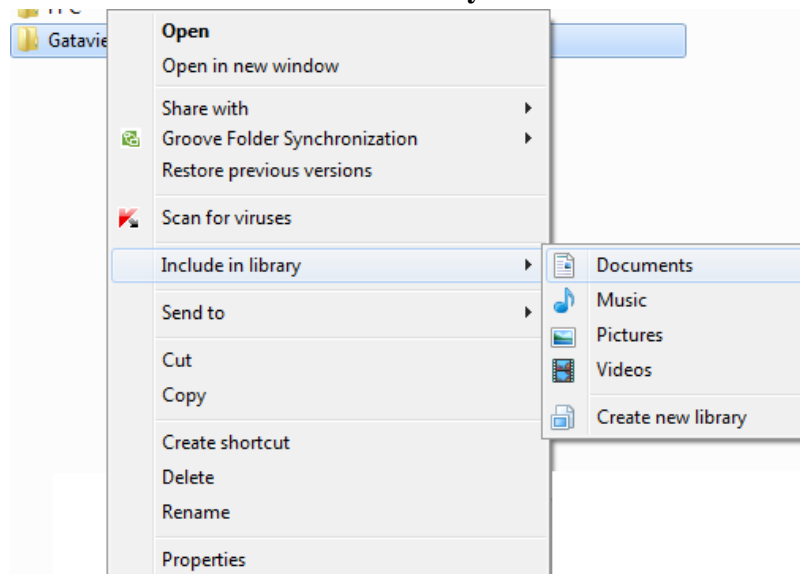 Gatavie
Open
Open in new window
Share with
Groove Folder Synchronization
Restore previous versions
Scan for viruses
Include in library
Send to
Cut
Copy
Create shortcut
Delete
Rename
Properties
Documents
Music
Pictures
Videos
Create new library